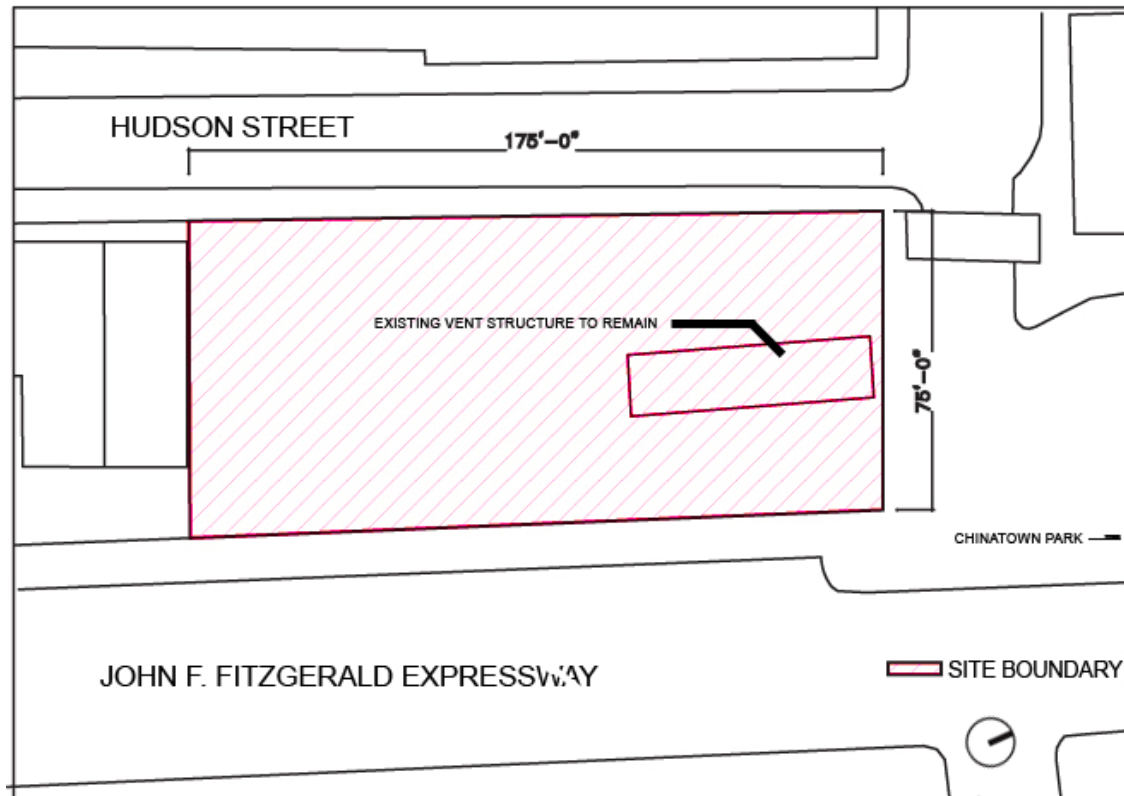 HUDSON STREET
175'-0"
EXISTING VENT STRUCTURE TO REMAIN
75'-0"
CHINATOWN PARK
JOHN F. FITZGERALD EXPRESSWAY
SITE BOUNDARY